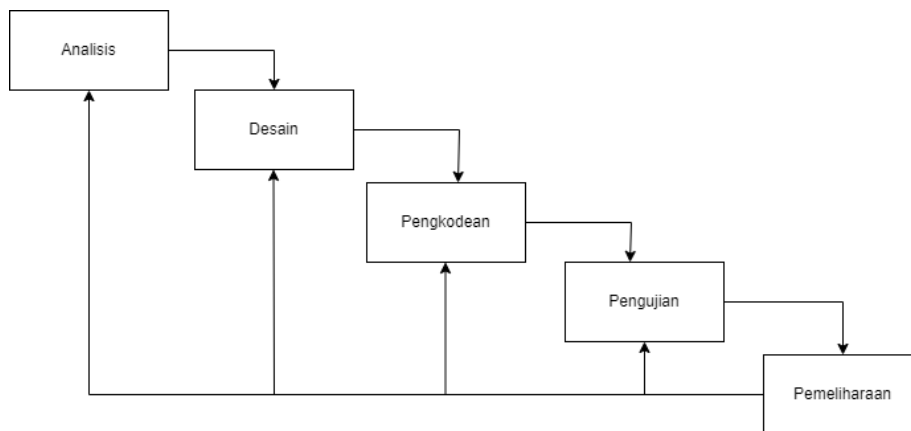 Analisis
Desain
Pengkodean
Pengujian
Pemeliharaan